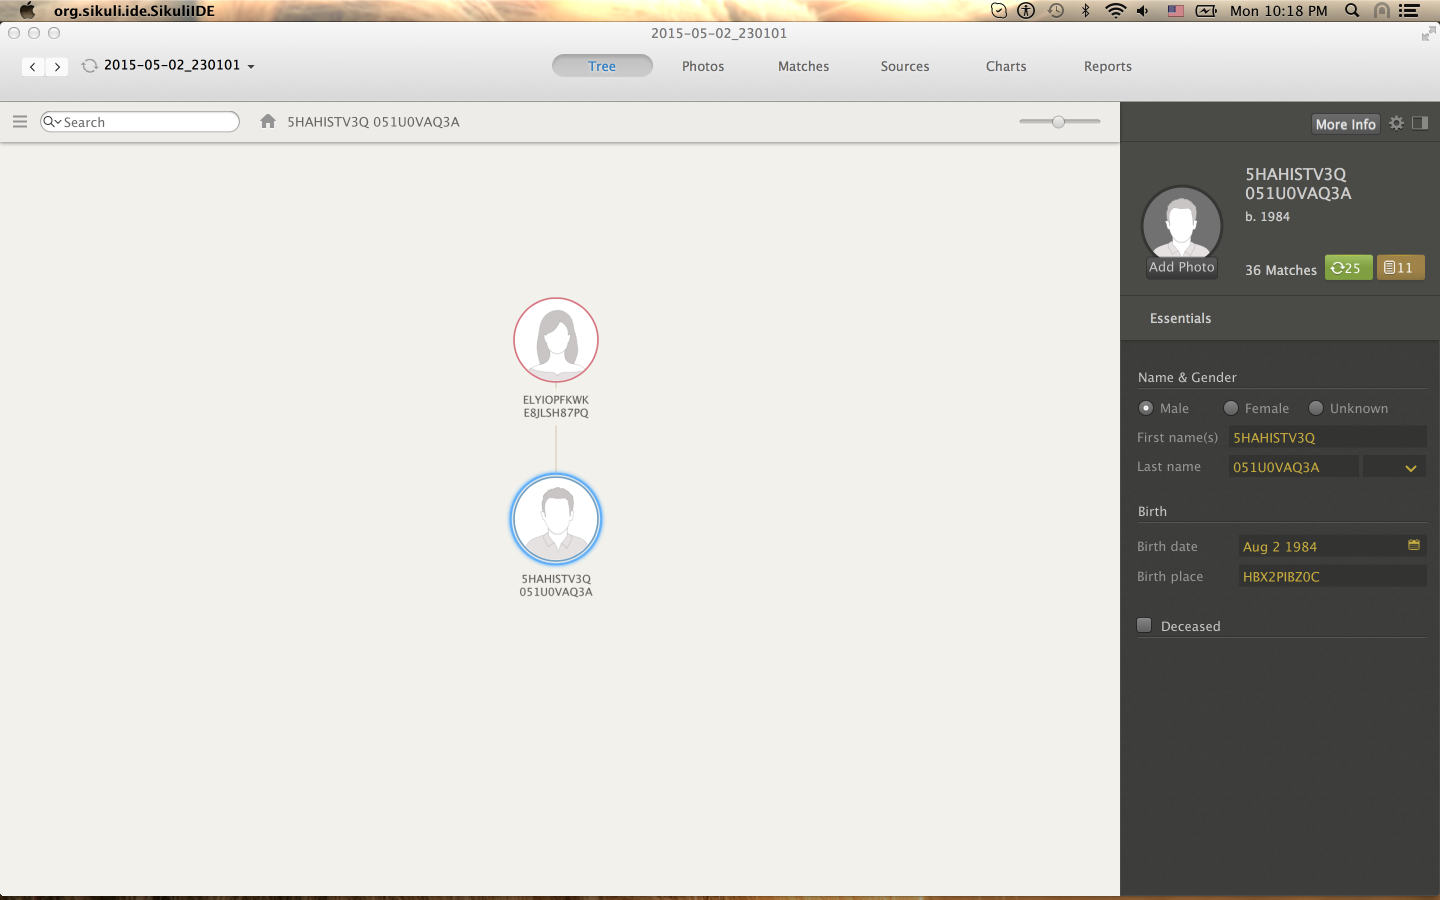 org.sikuli.ide.SikuliIDE
Mon 10:18 PM
2015-05-02_230101
2015-05-02_230101
Tree
Photos
Matches
Sources
Charts
Reports
Search
5HAHISTV3Q 051U0VAQ3A
More Info
5HAHISTV3Q
051U0VAQ3A
b. 1984
Add Photo
36 Matches
25
11
Essentials
ELYIOPFKWK
E8JLSH87PQ
5HAHISTV3Q
051U0VAQ3A
Name & Gender
Male
Female
Unknown
First name(s)
5HAHISTV3Q
Last name
051U0VAQ3A
Birth
Birth date
Aug 2 1984
Birth place
HBX2PIBZ0C
Deceased